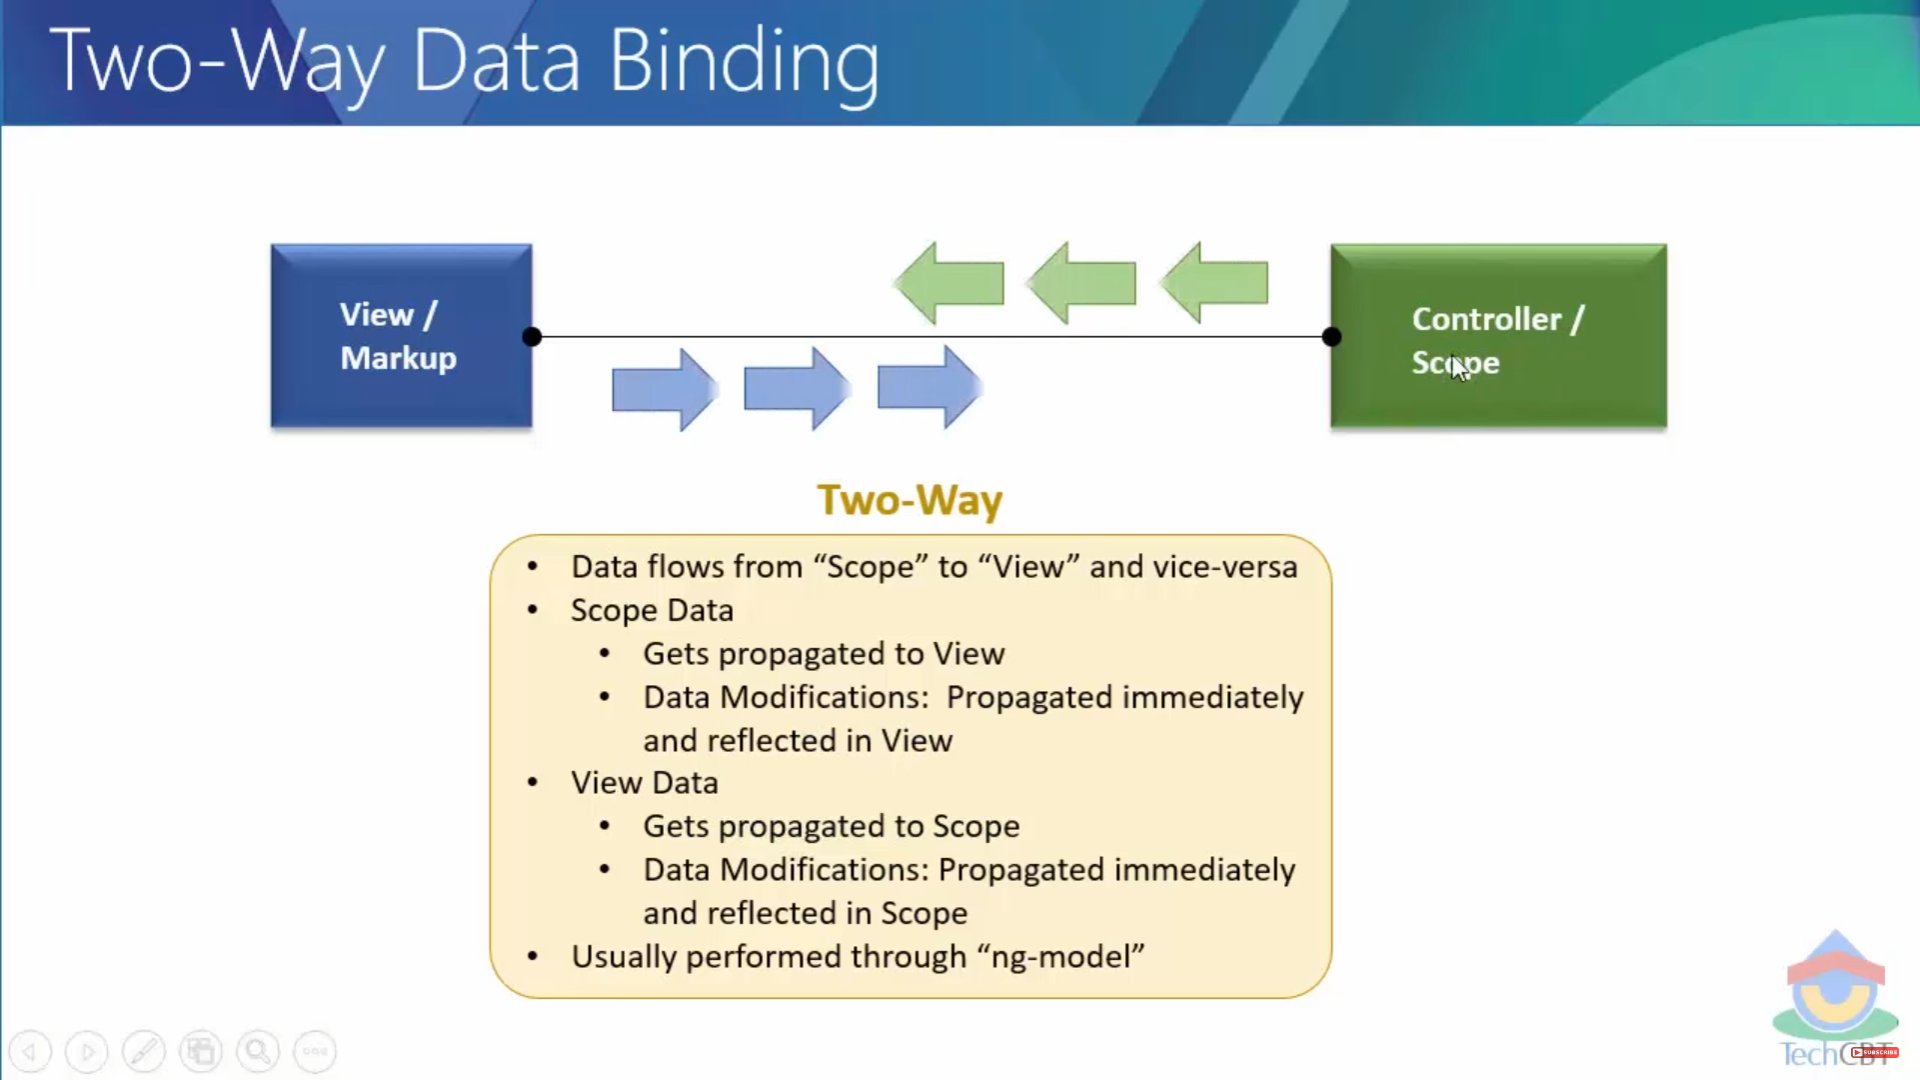 Two-Way Data Binding
View /
Markup
Controller /
Scope
Two-Way
• Data flows from “Scope” to “View” and vice-versa
• Scope Data
• Gets propagated to View
• Data Modifications: Propagated immediately
and reflected in View
• View Data
• Gets propagated to Scope
• Data Modifications: Propagated immediately
and reflected in Scope
• Usually performed through “ng-model”
TechCBT
SUBSCRIBE